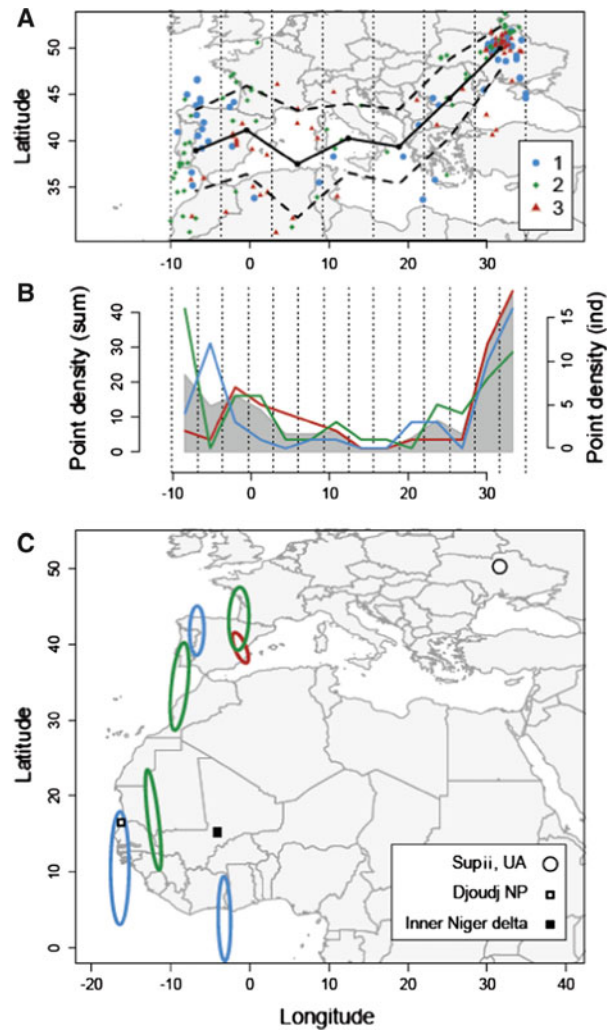 A
Latitude
50
45
40
35
1
2
3
-10 0 10 20 30
B
Point density (sum)
40
30
20
10
0
Point density (ind)
15
10
5
0
-10 0 10 20 30
C
Latitude
50
40
30
20
10
0
Supii, UA
Djoudj NP
Inner Niger delta
-20 -10 0 10 20 30 40
Longitude